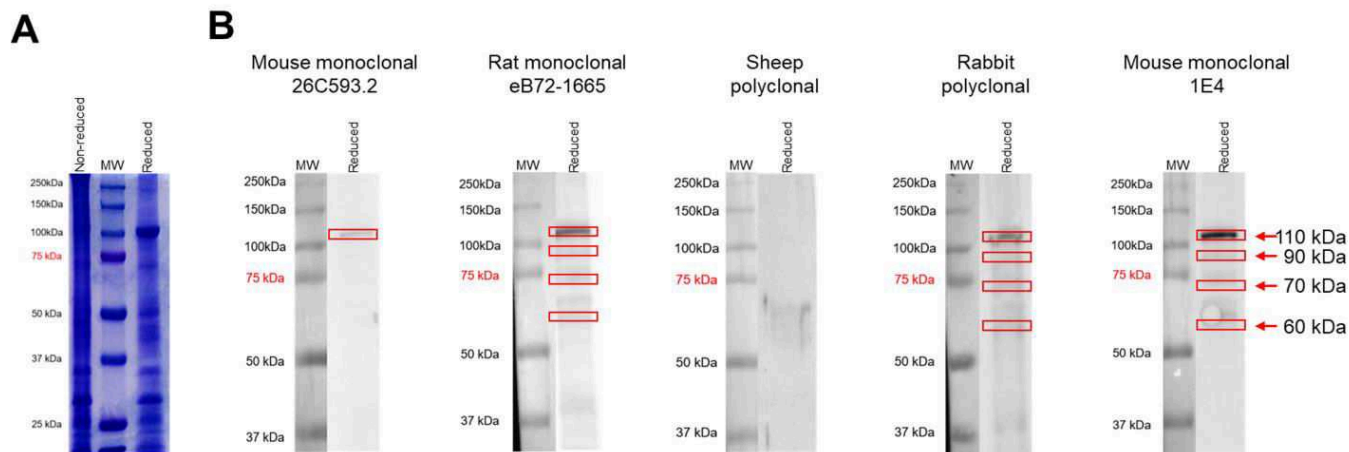 A
Non-reduced
MW
Reduced
250kDa
150kDa
100kDa
75 kDa
50 kDa
37 kDa
25 kDa
B
Mouse monoclonal
26C593.2
MW
Reduced
250kDa
150kDa
100kDa
75 kDa
50 kDa
37 kDa
Rat monoclonal
eB72-1665
MW
Reduced
250kDa
150kDa
100kDa
75 kDa
50 kDa
37 kDa
Sheep
polyclonal
MW
Reduced
250kDa
150kDa
100kDa
75 kDa
50 kDa
37 kDa
Rabbit
polyclonal
MW
Reduced
250kDa
150kDa
100kDa
75 kDa
50 kDa
37 kDa
Mouse monoclonal
1E4
MW
Reduced
250kDa
150kDa
100kDa
75 kDa
50 kDa
37 kDa
110 kDa
90 kDa
70 kDa
60 kDa